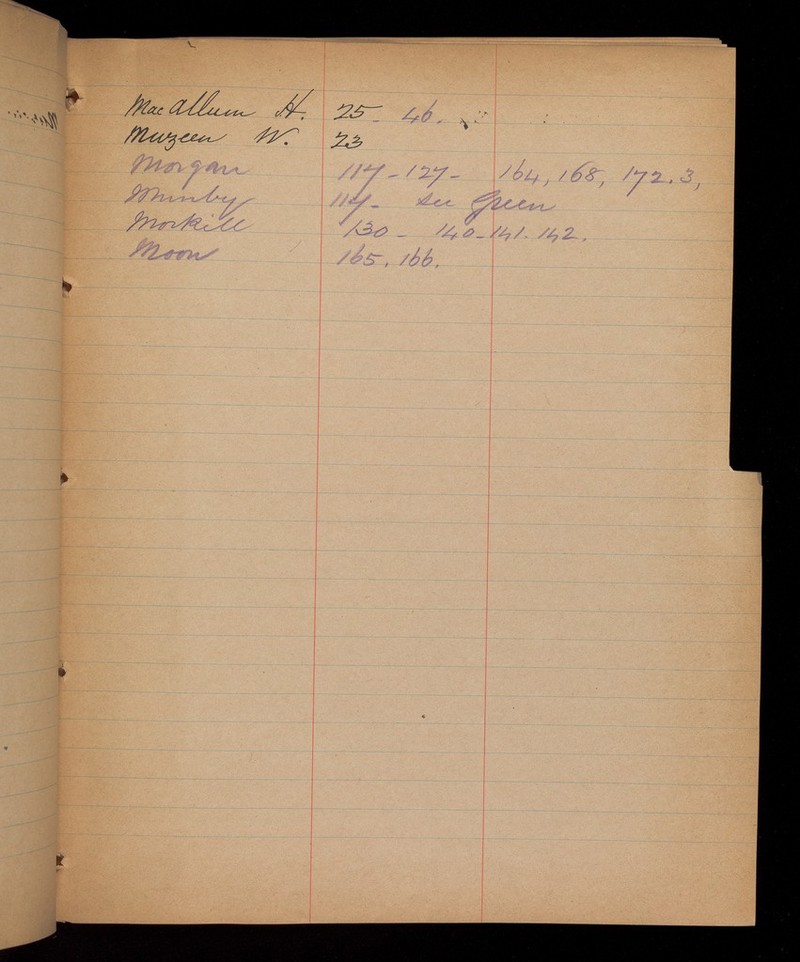 MacAllum H. 25 - 46.
Muzeen W. 23
Morgan 117 - 127 - 164, 168, 172.3,
Mumby 117 - see Green
Morkill 130 - 140 - 141 - 142.
Moon 165. 166.